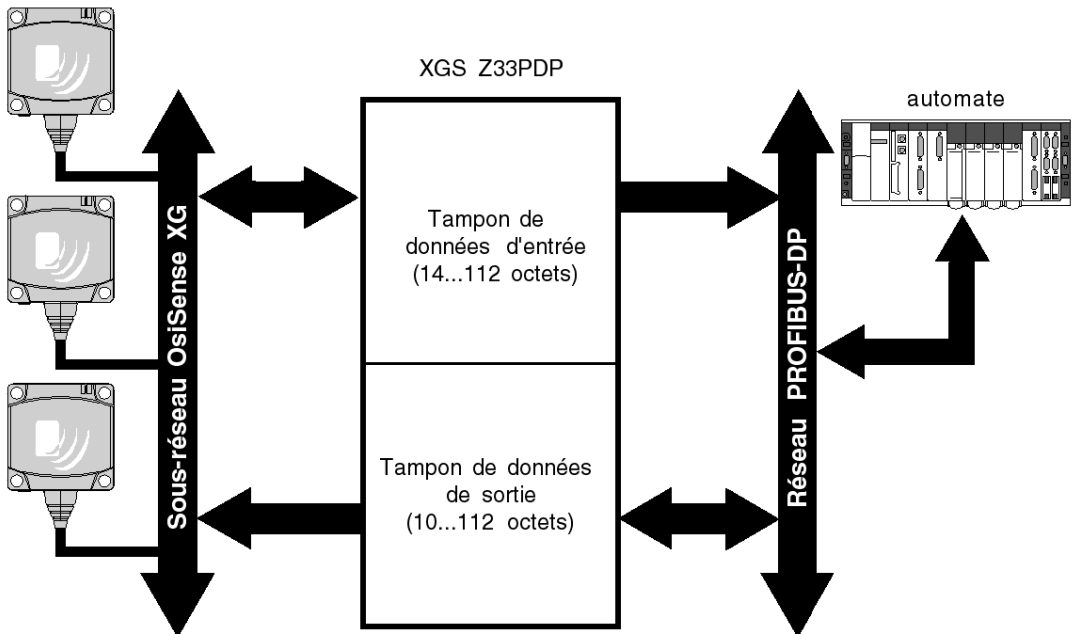 XGS Z33PDP
automate
Sous-réseau OsiSense XG
Tampon de
données d'entrée
(14...112 octets)
Tampon de données
de sortie
(10...112 octets)
Réseau PROFIBUS-DP